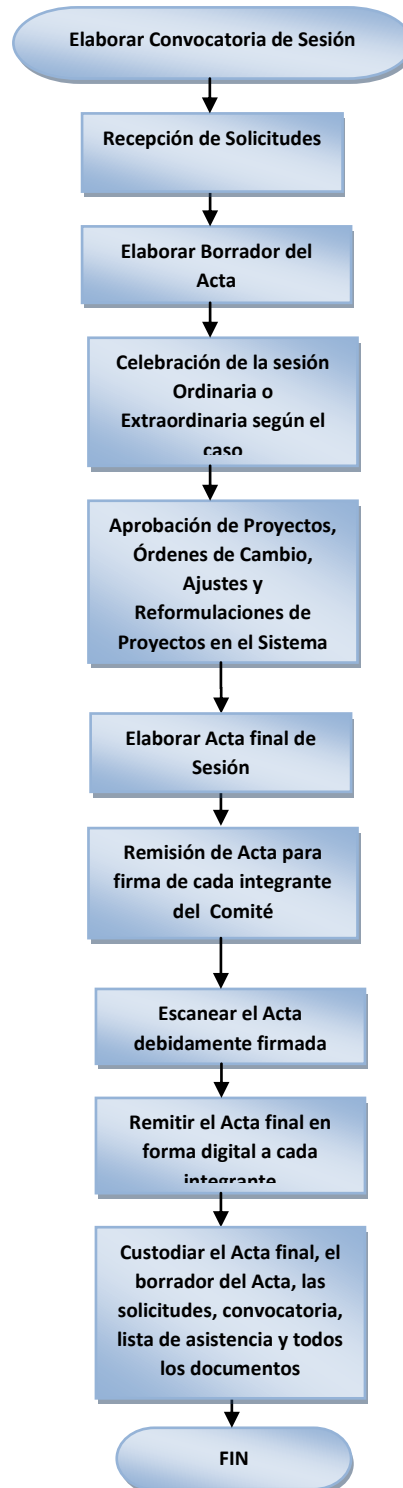 Elaborar Convocatoria de Sesión
Recepción de Solicitudes
Elaborar Borrador del
Acta
Celebración de la sesión
Ordinaria o
Extraordinaria según el
caso
Aprobación de Proyectos,
Órdenes de Cambio,
Ajustes y
Reformulaciones de
Proyectos en el Sistema
Elaborar Acta final de
Sesión
Remisión de Acta para
firma de cada integrante
del Comité
Escanear el Acta
debidamente firmada
Remitir el Acta final en
forma digital a cada
integrante
Custodiar el Acta final, el
borrador del Acta, las
solicitudes, convocatoria,
lista de asistencia y todos
los documentos
FIN